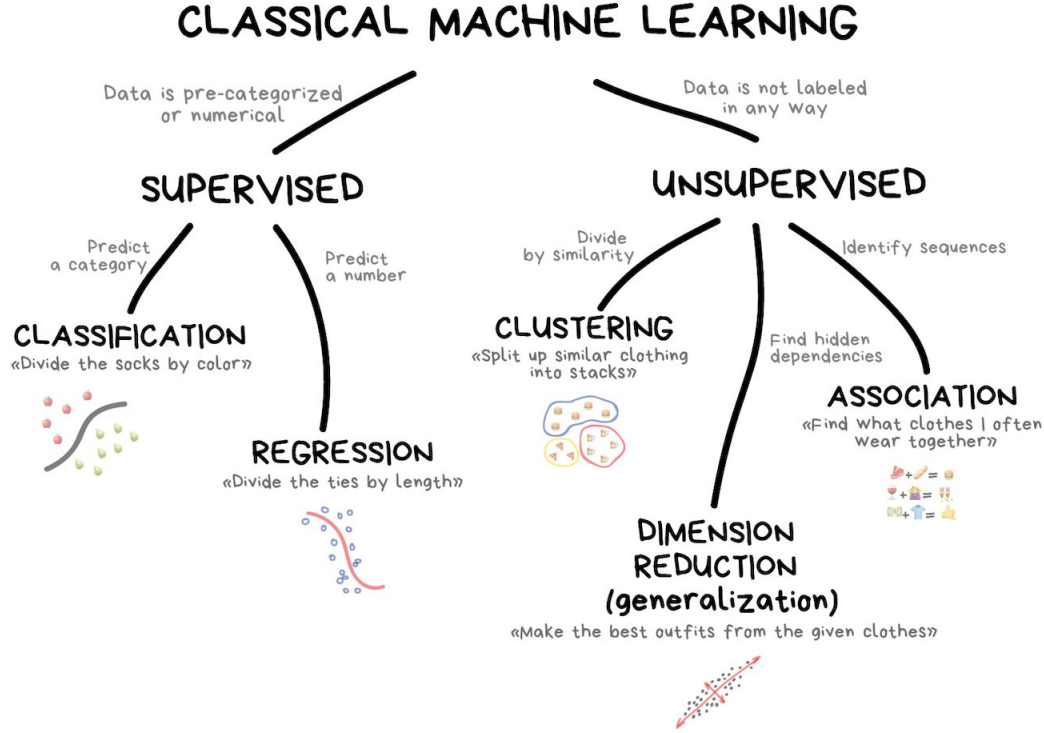 CLASSICAL MACHINE LEARNING
Data is pre-categorized
or numerical
Data is not labeled
in any way
SUPERVISED
UNSUPERVISED
Predict
a category
Predict
a number
Divide
by similarity
Identify sequences
CLASSIFICATION
«Divide the socks by color»
CLUSTERING
«Split up similar clothing
into stacks»
Find hidden
dependencies
ASSOCIATION
«Find what clothes I often
wear together»
REGRESSION
«Divide the ties by length»
+ =
+ =
+ =
DIMENSION
REDUCTION
(generalization)
«Make the best outfits from the given clothes»